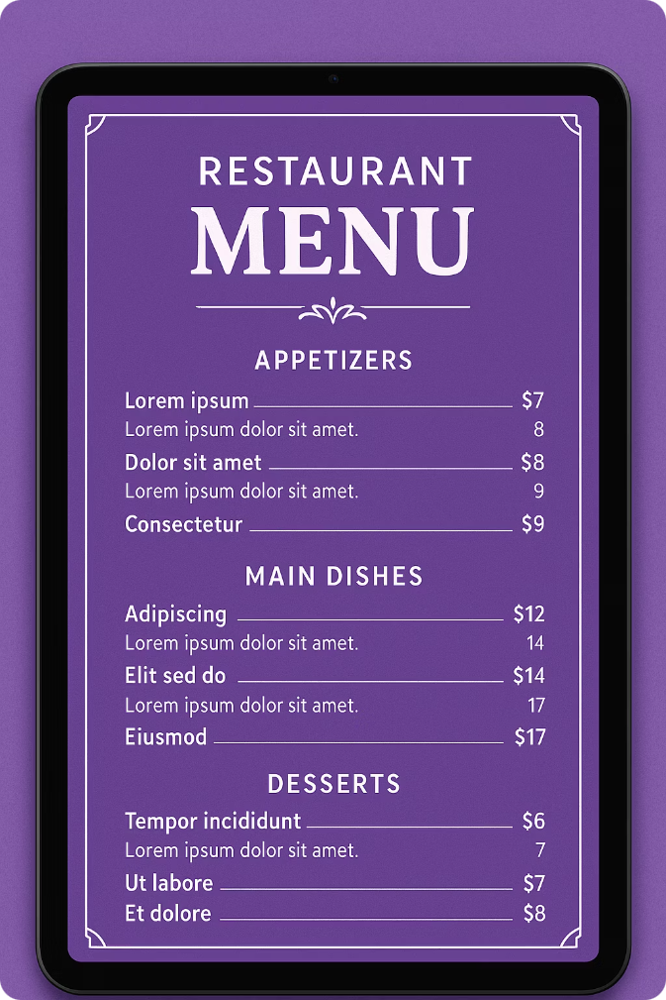 RESTAURANT
MENU
APPETIZERS
Lorem ipsum $7
Lorem ipsum dolor sit amet. 8
Dolor sit amet $8
Lorem ipsum dolor sit amet. 9
Consectetur $9
MAIN DISHES
Adipiscing $12
Lorem ipsum dolor sit amet. 14
Elit sed do $14
Lorem ipsum dolor sit amet. 17
Eiusmod $17
DESSERTS
Tempor incididunt $6
Lorem ipsum dolor sit amet. 7
Ut labore $7
Et dolore $8